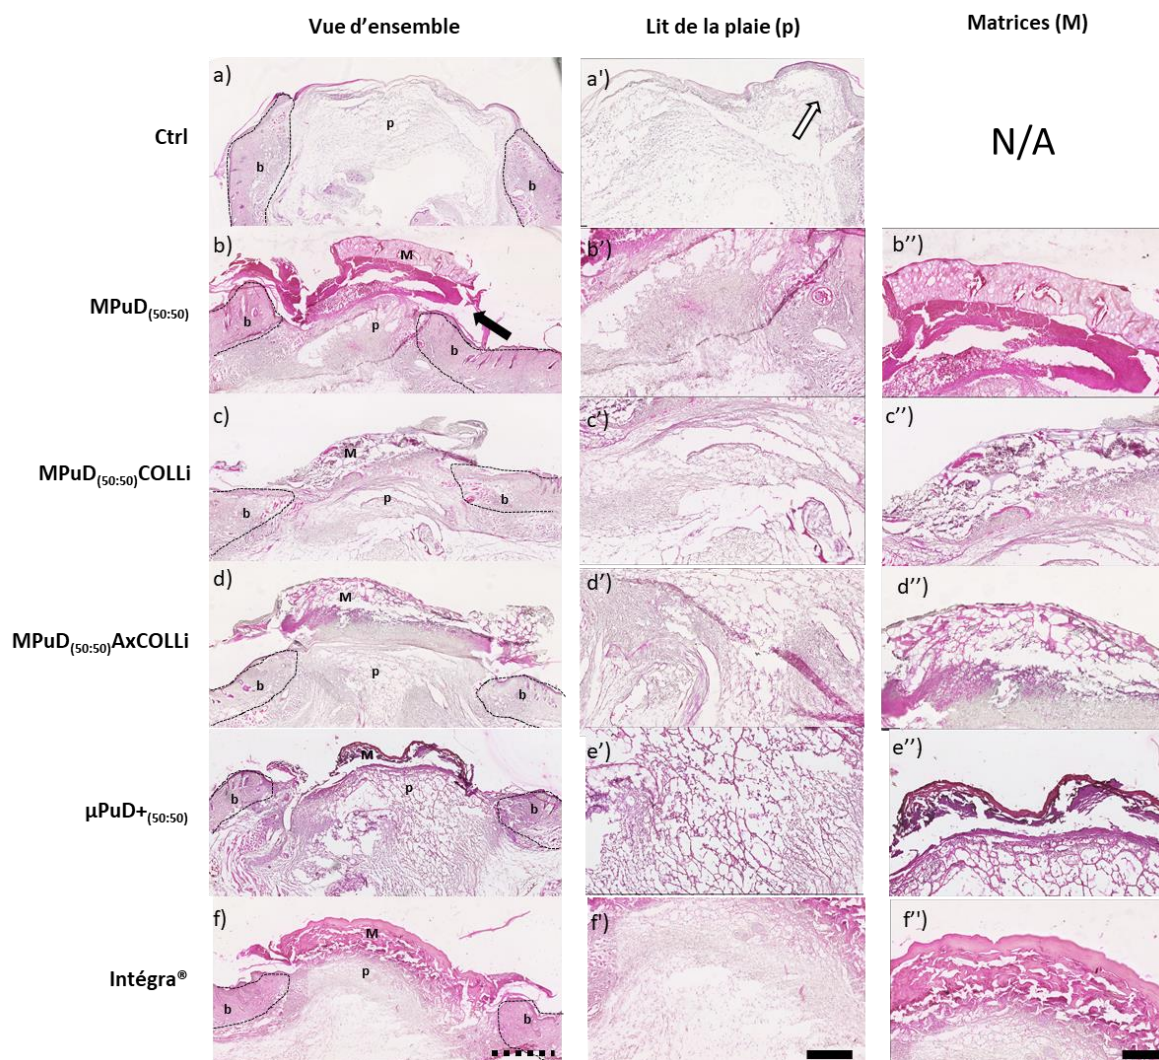 Vue d'ensemble
Lit de la plaie (p)
Matrices (M)
Ctrl
a)
p
b
b
a')
N/A
MPuD(50:50)
b)
M
b
p
b
b')
b'')
MPuD(50:50)COLLi
c)
M
b
p
b
c')
c'')
MPuD(50:50)AxCOLLi
d)
M
b
p
b
d')
d'')
µPuD+(50:50)
e)
M
b
p
b
e')
e'')
Intégra®
f)
M
p
b
b
f')
f'')